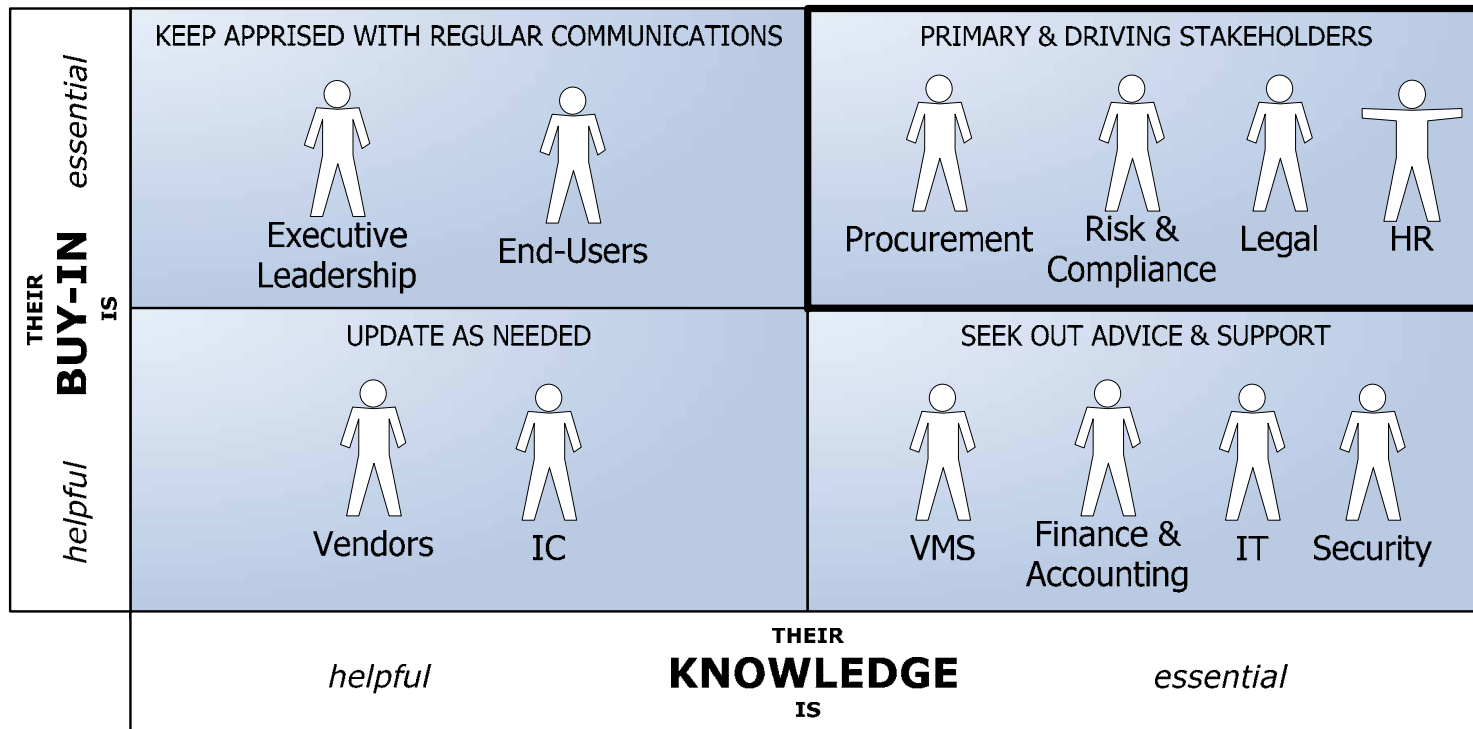 KEEP APPRISED WITH REGULAR COMMUNICATIONS
Executive
Leadership
End-Users
PRIMARY & DRIVING STAKEHOLDERS
Procurement
Risk &
Compliance
Legal
HR
THEIR
BUY-IN
IS
essential
helpful
UPDATE AS NEEDED
Vendors
IC
SEEK OUT ADVICE & SUPPORT
VMS
Finance &
Accounting
IT
Security
helpful
THEIR
KNOWLEDGE
IS
essential